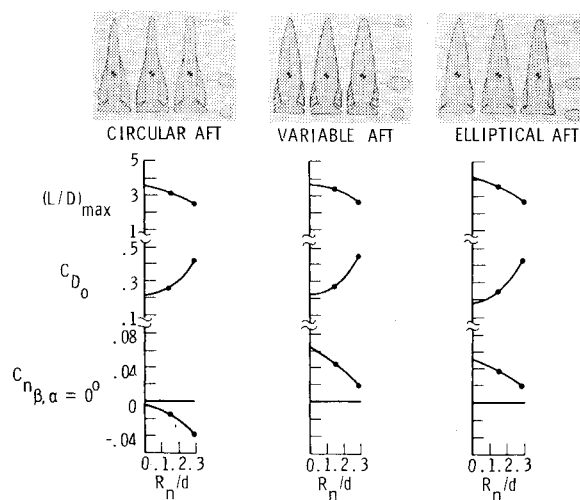 CIRCULAR AFT
VARIABLE AFT
ELLIPTICAL AFT
(L/D)max
5
3
1
CDo
.5
.3
.1
Cnβ, α = 0°
.08
.04
0
-.04
0 .1 .2 .3
0 .1 .2 .3
0 .1 .2 .3
Rn/d
Rn/d
Rn/d